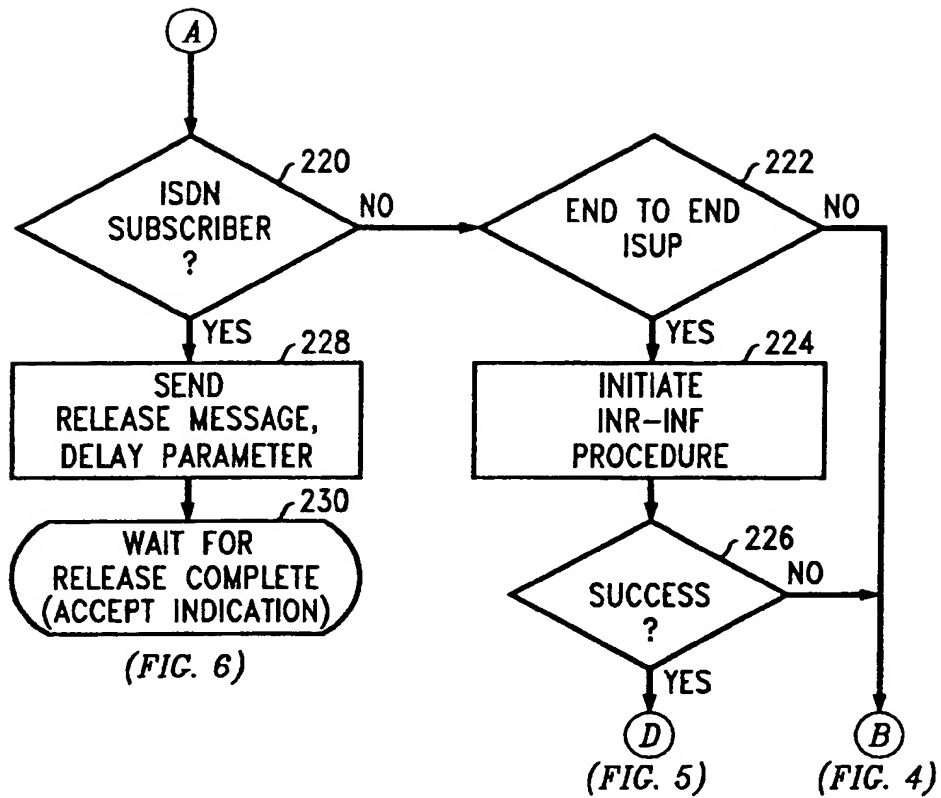 A
220
ISDN
SUBSCRIBER
?
NO
YES
222
END TO END
ISUP
NO
YES
228
SEND
RELEASE MESSAGE,
DELAY PARAMETER
224
INITIATE
INR-INF
PROCEDURE
230
WAIT FOR
RELEASE COMPLETE
(ACCEPT INDICATION)
(FIG. 6)
226
SUCCESS
?
NO
YES
D
(FIG. 5)
B
(FIG. 4)